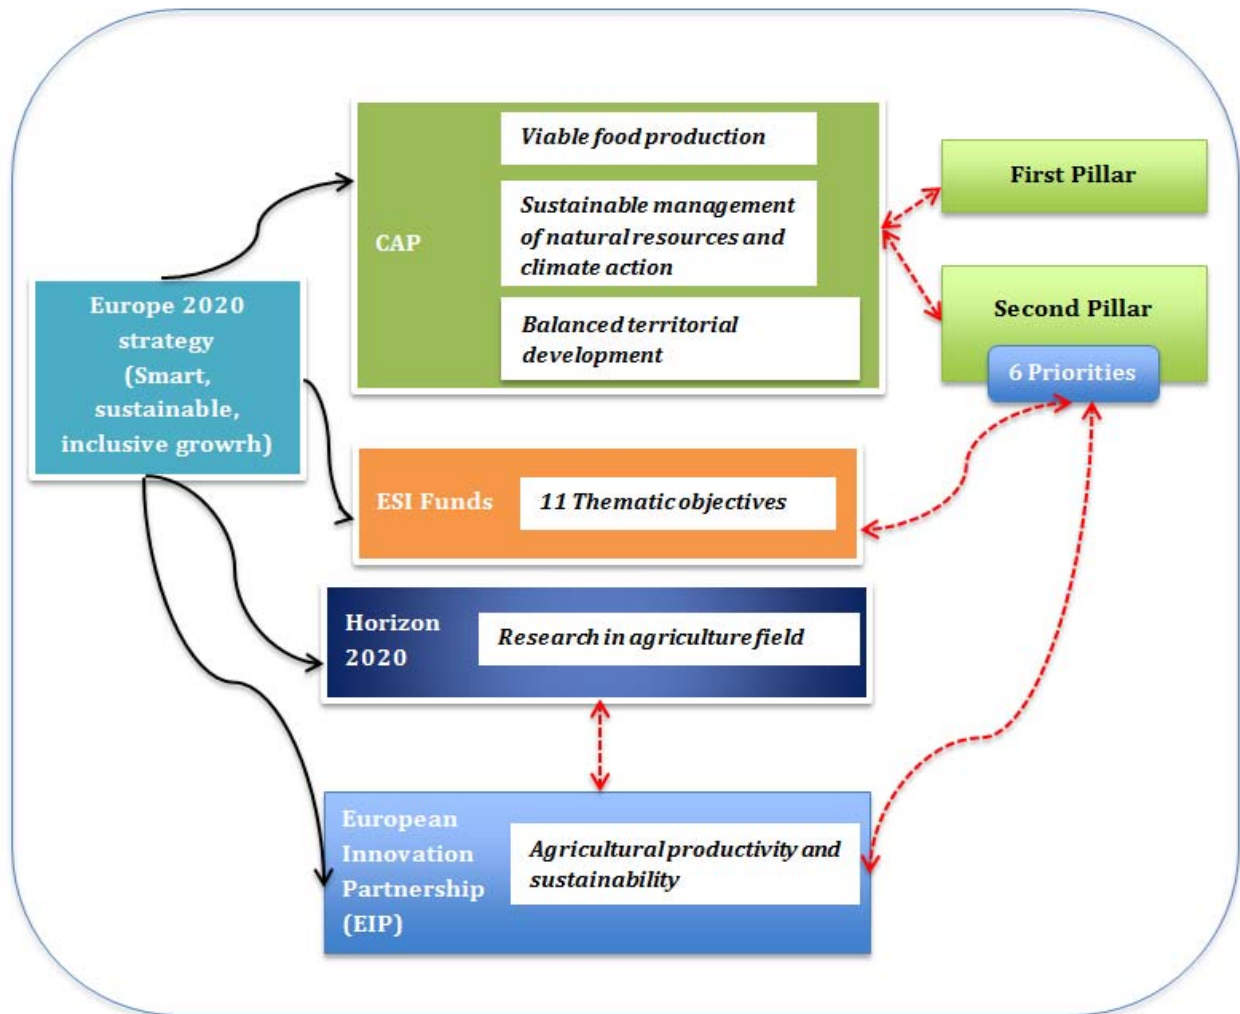 Europe 2020
strategy
(Smart,
sustainable,
inclusive growrh)
CAP
Viable food production
Sustainable management
of natural resources and
climate action
Balanced territorial
development
First Pillar
Second Pillar
6 Priorities
ESI Funds
11 Thematic objectives
Horizon
2020
Research in agriculture field
European
Innovation
Partnership
(EIP)
Agricultural productivity and
sustainability